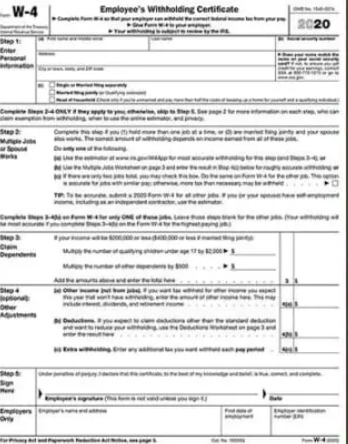 Form W-4
Employee's Withholding Certificate
OMB No. 1545-0074
Department of the Treasury
Internal Revenue Service
▶ Complete Form W-4 so that your employer can withhold the correct federal income tax from your pay.
▶ Give Form W-4 to your employer.
▶ Your withholding is subject to review by the IRS.
2020
Step 1:
Enter
Personal
Information
(a) First name and middle initial
Last name
(b) Social security number
Address
City or town, state, and ZIP code
▶ Does your name match the
name on your social security
card? If not, to ensure you get
credit for your earnings, contact
SSA at 800-772-1213 or go to
www.ssa.gov.
(c)
Single or Married filing separately
Married filing jointly (or Qualifying widow(er))
Head of household (Check only if you're unmarried and pay more than half the costs of keeping up a home for yourself and a qualifying individual.)
Complete Steps 2–4 ONLY if they apply to you; otherwise, skip to Step 5. See page 2 for more information on each step, who can
claim exemption from withholding, when to use the online estimator, and privacy.
Step 2:
Multiple Jobs
or Spouse
Works
Complete this step if you (1) hold more than one job at a time, or (2) are married filing jointly and your spouse
also works. The correct amount of withholding depends on income earned from all of these jobs.
Do only one of the following.
(a) Use the estimator at www.irs.gov/W4App for most accurate withholding for this step (and Steps 3–4); or
(b) Use the Multiple Jobs Worksheet on page 3 and enter the result in Step 4(c) below for roughly accurate withholding; or
(c) If there are only two jobs total, you may check this box. Do the same on Form W-4 for the other job. This option
is accurate for jobs with similar pay; otherwise, more tax than necessary may be withheld . . . . . ▶
TIP: To be accurate, submit a 2020 Form W-4 for all other jobs. If you (or your spouse) have self-employment
income, including as an independent contractor, use the estimator.
Complete Steps 3–4(b) on Form W-4 for only ONE of these jobs. Leave those steps blank for the other jobs. (Your withholding will
be most accurate if you complete Steps 3–4(b) on the Form W-4 for the highest paying job.)
Step 3:
Claim
Dependents
If your income will be $200,000 or less ($400,000 or less if married filing jointly):
Multiply the number of qualifying children under age 17 by $2,000 ▶ $
Multiply the number of other dependents by $500 . . . . ▶ $
Add the amounts above and enter the total here . . . . . 3 $
Step 4
(optional):
Other
Adjustments
(a) Other income (not from jobs). If you want tax withheld for other income you expect
this year that won't have withholding, enter the amount of other income here. This may
include interest, dividends, and retirement income . . . . . 4(a) $
(b) Deductions. If you expect to claim deductions other than the standard deduction
and want to reduce your withholding, use the Deductions Worksheet on page 3 and
enter the result here . . . . . 4(b) $
(c) Extra withholding. Enter any additional tax you want withheld each pay period . 4(c) $
Step 5:
Sign
Here
Under penalties of perjury, I declare that this certificate, to the best of my knowledge and belief, is true, correct, and complete.
Employee's signature (This form is not valid unless you sign it.)
Date
Employers
Only
Employer's name and address
First date of
employment
Employer identification
number (EIN)
For Privacy Act and Paperwork Reduction Act Notice, see page 3.
Cat. No. 10220Q
Form W-4 (2020)